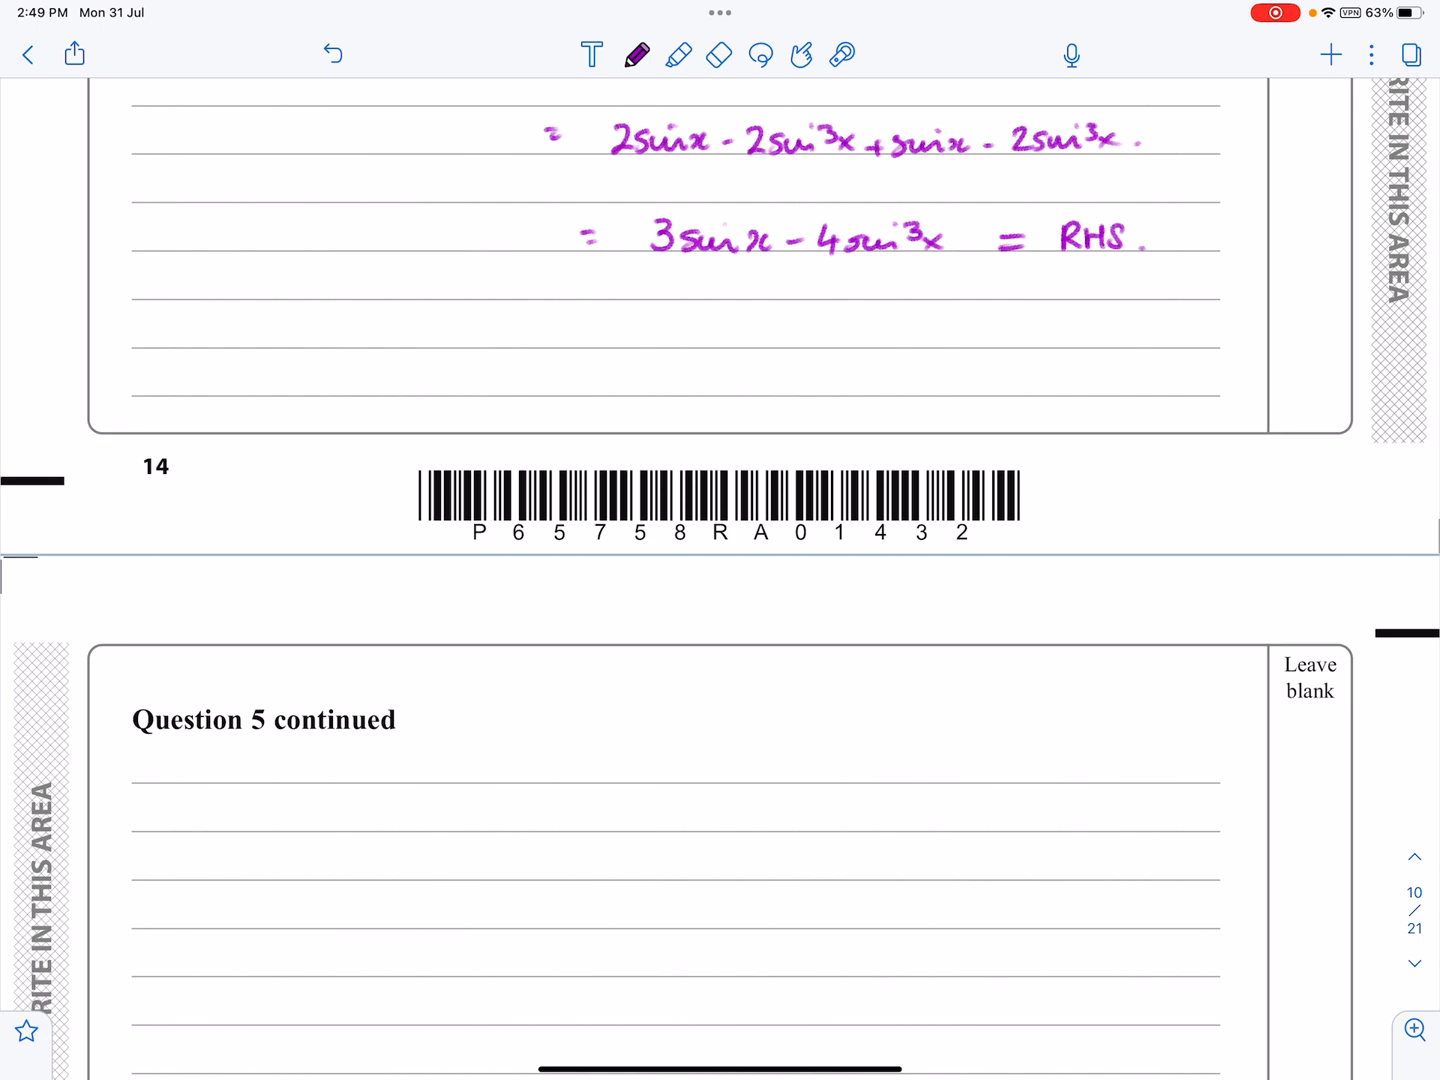 2:49 PM Mon 31 Jul
VPN 63%
T
= 2sinx - 2sin³x + sinx - 2sin³x.
= 3sinx - 4sin³x = RHS.
RITE IN THIS AREA
14
P 6 5 7 5 8 R A 0 1 4 3 2
Leave
blank
Question 5 continued
RITE IN THIS AREA
10
/
21